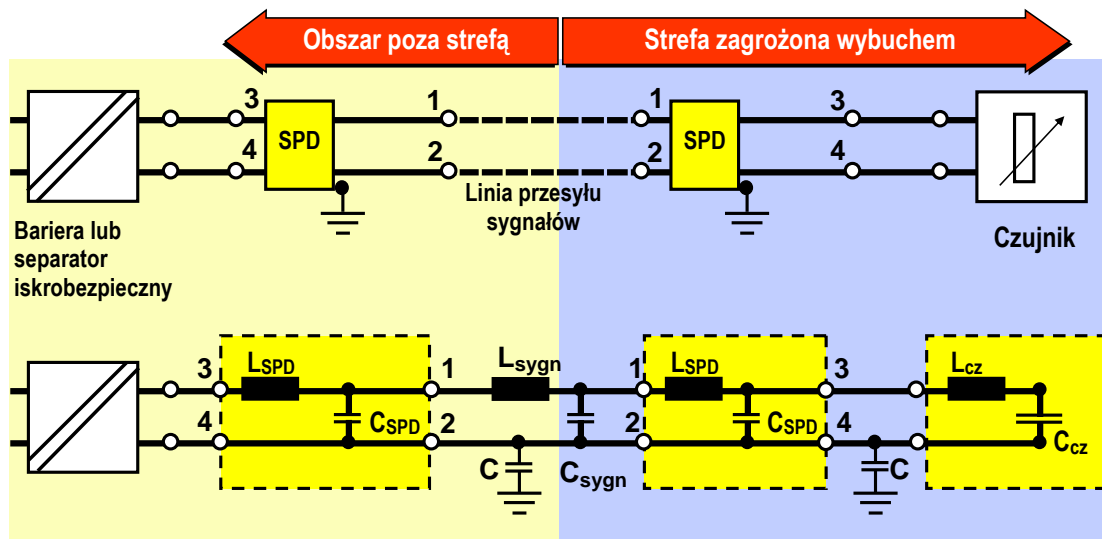 Obszar poza strefą
Strefa zagrożona wybuchem
3 1 1 3
SPD SPD
4 2 2 4
Linia przesyłu
sygnałów
Bariera lub
separator
iskrobezpieczny
Czujnik
3 LSPD 1 Lsygn 1 LSPD 3 Lcz
4 CSPD 2 2 CSPD 4 Ccz
C Csygn C